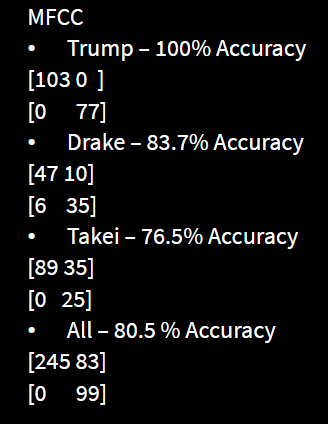 MFCC
• Trump – 100% Accuracy
[103 0 ]
[0 77]
• Drake – 83.7% Accuracy
[47 10]
[6 35]
• Takei – 76.5% Accuracy
[89 35]
[0 25]
• All – 80.5 % Accuracy
[245 83]
[0 99]